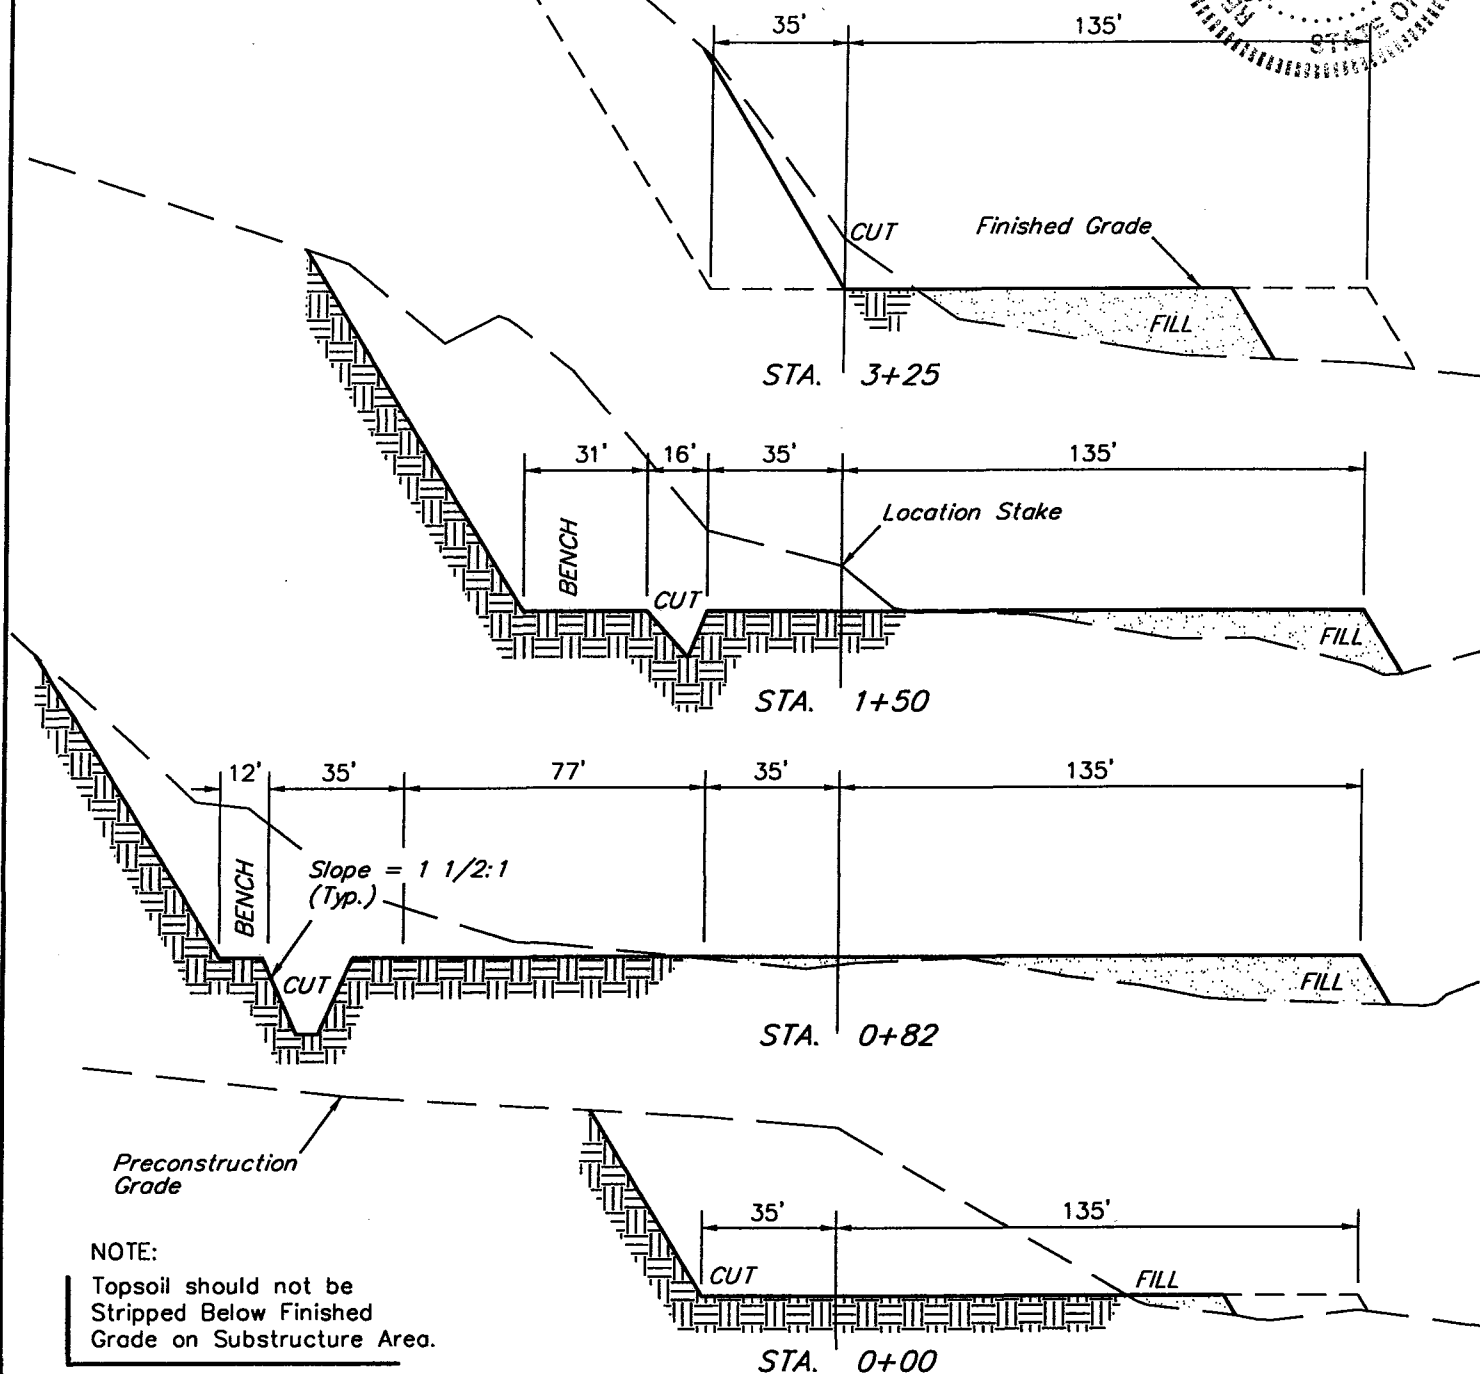 STATE OF
35' 135'
CUT
Finished Grade
FILL
STA. 3+25
31' 16' 35' 135'
Location Stake
BENCH
CUT
FILL
STA. 1+50
12' 35' 77' 35' 135'
Slope = 1 1/2:1
(Typ.)
BENCH
CUT
FILL
STA. 0+82
Preconstruction
Grade
35' 135'
CUT
FILL
STA. 0+00
NOTE:
Topsoil should not be
Stripped Below Finished
Grade on Substructure Area.